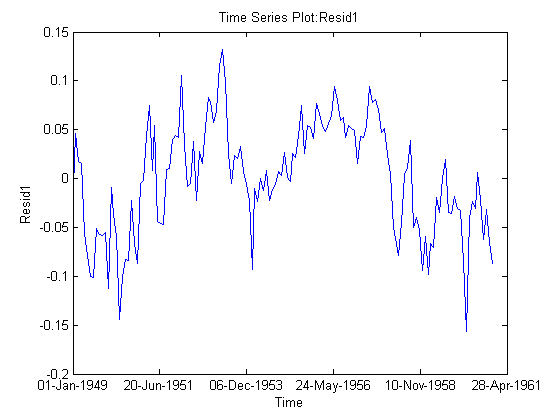 Time Series Plot:Resid1
0.15
0.1
0.05
0
-0.05
-0.1
-0.15
-0.2
Resid1
01-Jan-1949 20-Jun-1951 06-Dec-1953 24-May-1956 10-Nov-1958 28-Apr-1961
Time